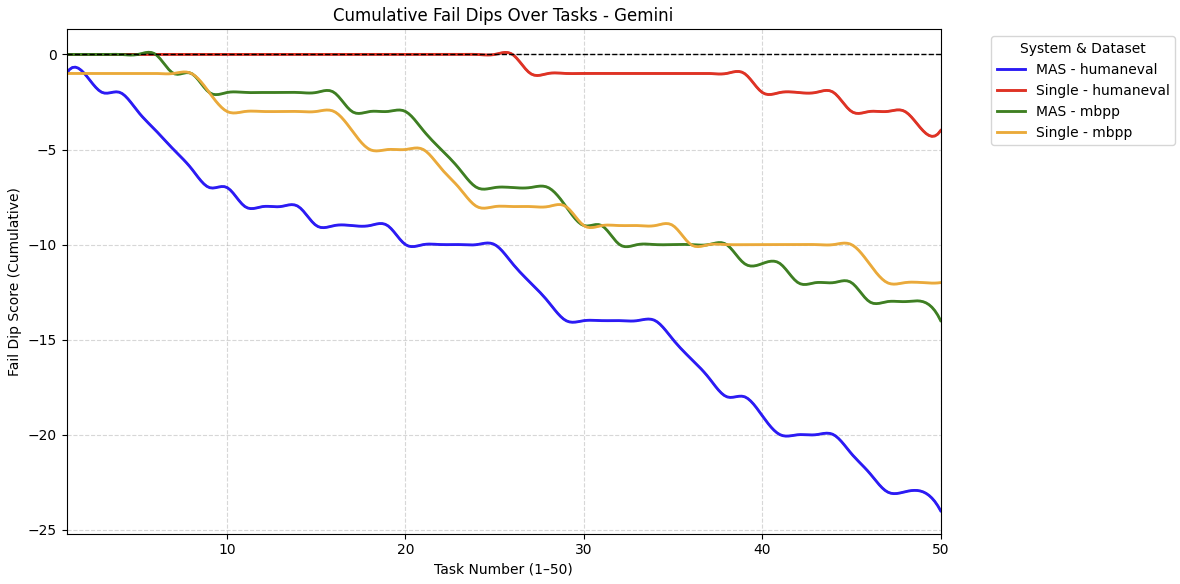 Cumulative Fail Dips Over Tasks - Gemini
System & Dataset
MAS - humaneval
Single - humaneval
MAS - mbpp
Single - mbpp
Fail Dip Score (Cumulative)
0
−5
−10
−15
−20
−25
10
20
30
40
50
Task Number (1–50)